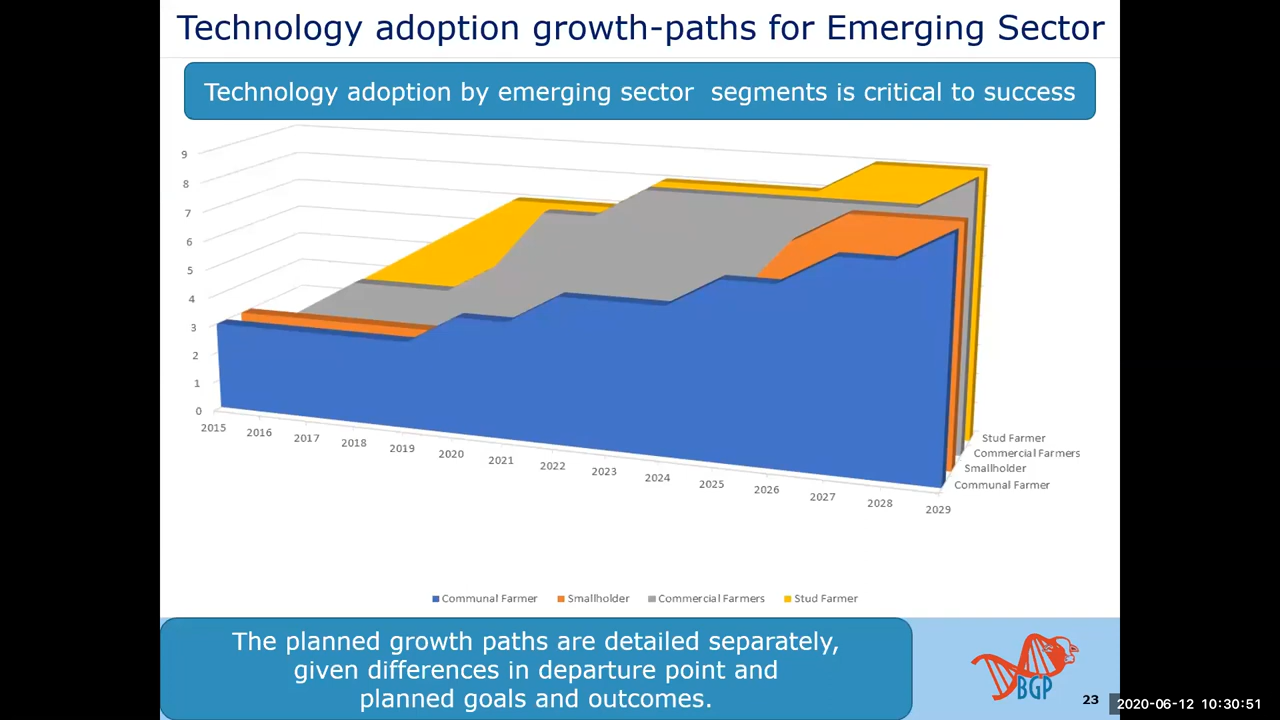 Technology adoption growth-paths for Emerging Sector
Technology adoption by emerging sector segments is critical to success
9
8
7
6
5
4
3
2
1
0
2015
2016
2017
2018
2019
2020
2021
2022
2023
2024
2025
2026
2027
2028
2029
Stud Farmer
Commercial Farmers
Smallholder
Communal Farmer
Communal Farmer Smallholder Commercial Farmers Stud Farmer
The planned growth paths are detailed separately,
given differences in departure point and
planned goals and outcomes.
BGP
23
2020-06-12 10:30:51